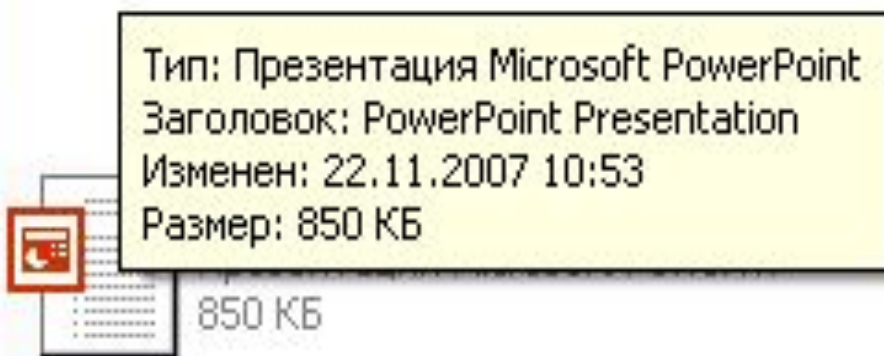 Тип: Презентация Microsoft PowerPoint
Заголовок: PowerPoint Presentation
Изменен: 22.11.2007 10:53
Размер: 850 КБ
850 КБ